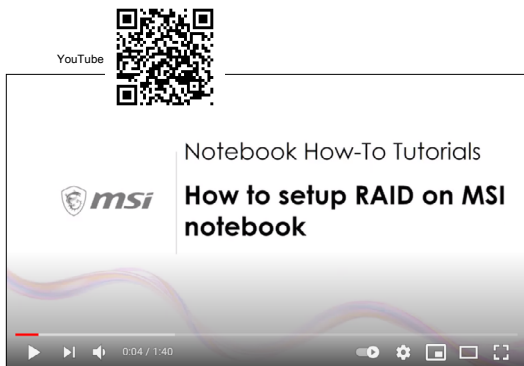 YouTube
Notebook How-To Tutorials
msi
How to setup RAID on MSI
notebook
0:04 / 1:40